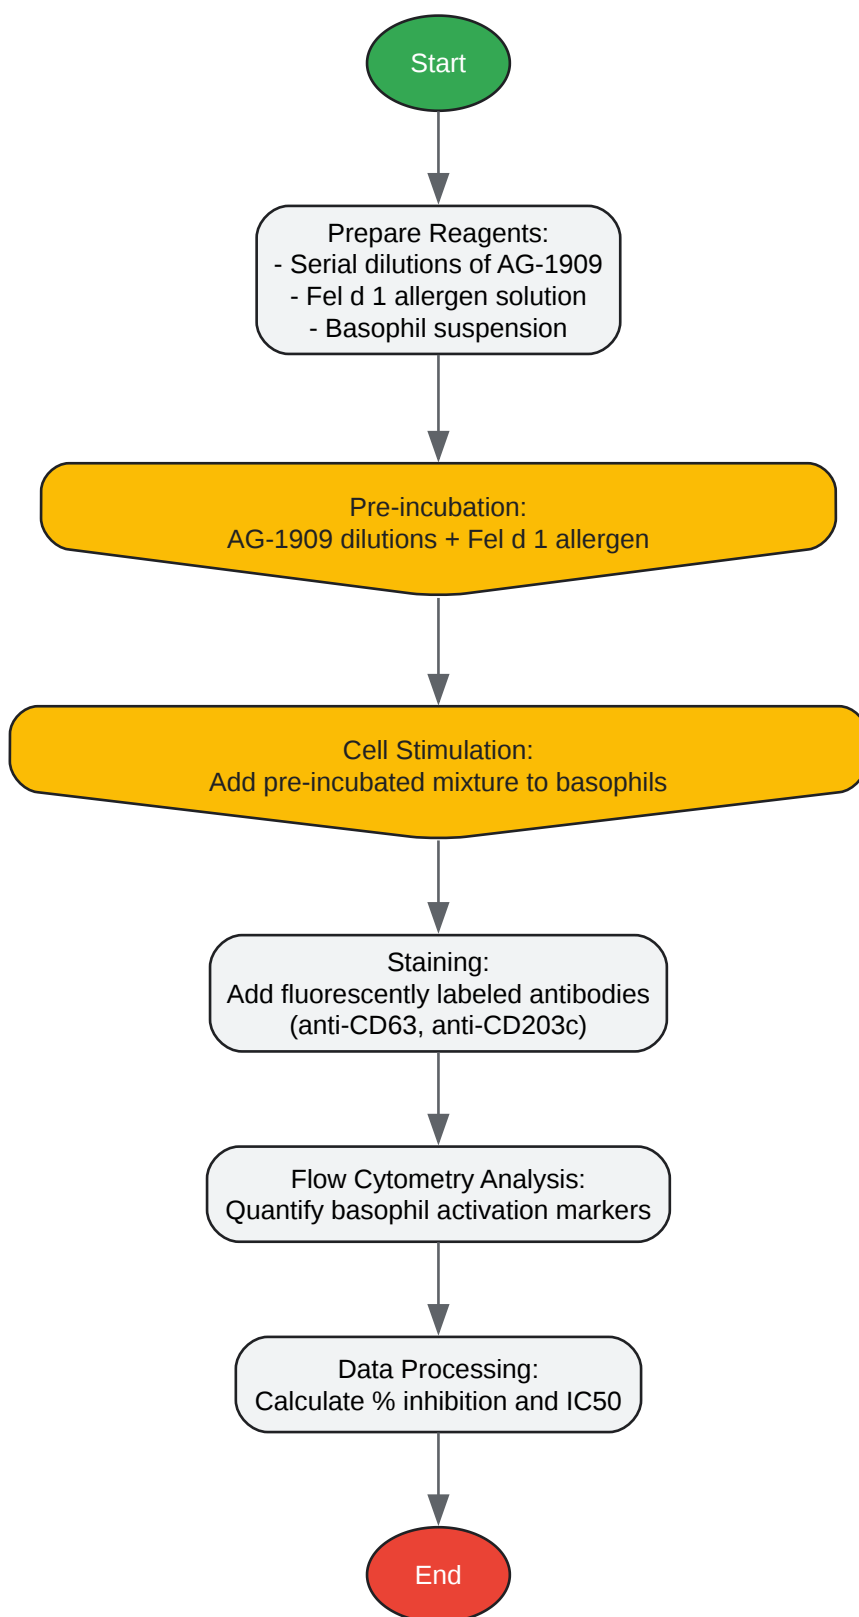 Start
Prepare Reagents:
- Serial dilutions of AG-1909
- Fel d 1 allergen solution
- Basophil suspension
Pre-incubation:
AG-1909 dilutions + Fel d 1 allergen
Cell Stimulation:
Add pre-incubated mixture to basophils
Staining:
Add fluorescently labeled antibodies
(anti-CD63, anti-CD203c)
Flow Cytometry Analysis:
Quantify basophil activation markers
Data Processing:
Calculate % inhibition and IC50
End